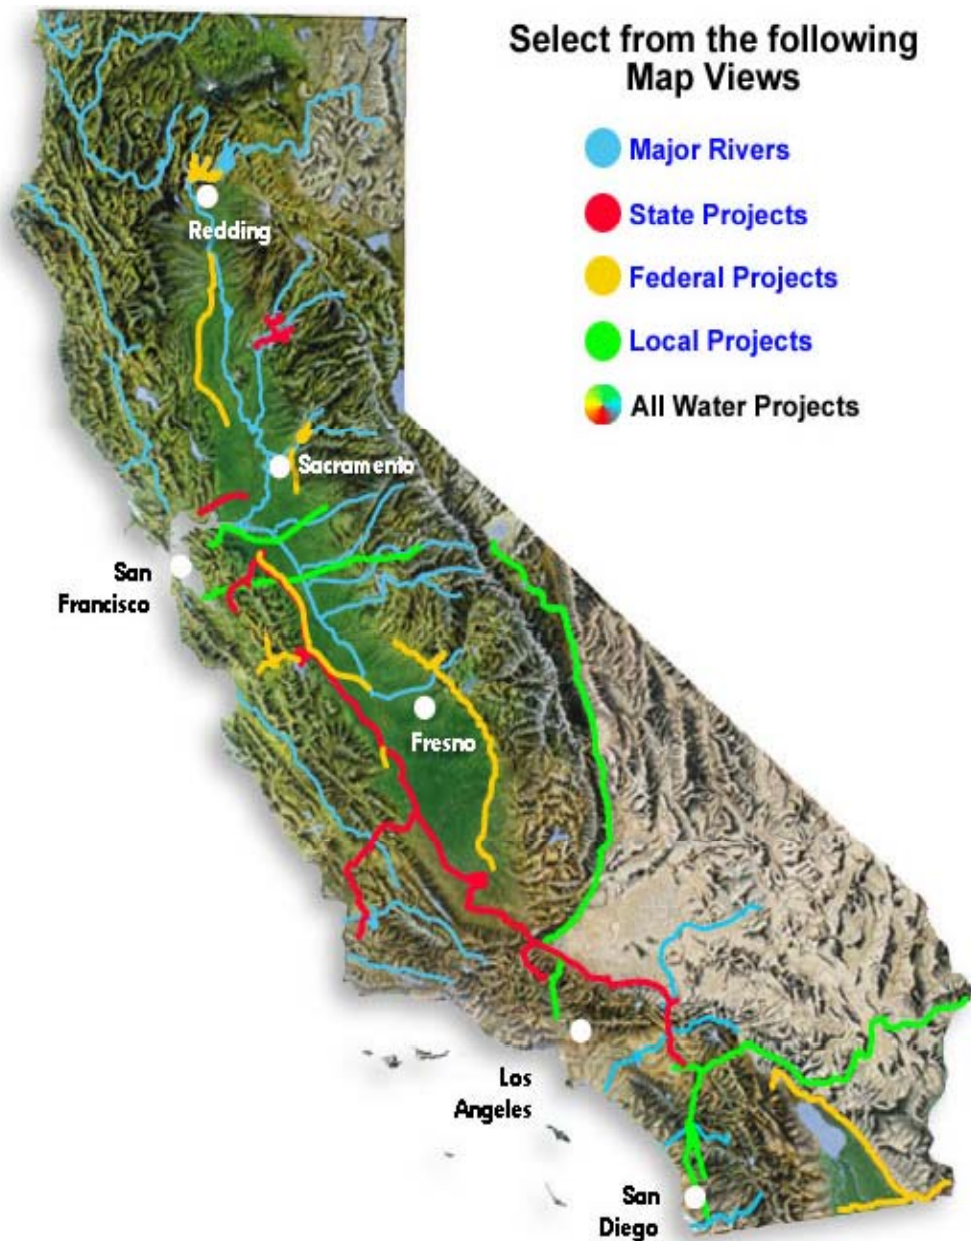 Select from the following
Map Views
Major Rivers
State Projects
Federal Projects
Local Projects
All Water Projects
Redding
Sacramento
San
Francisco
Fresno
Los
Angeles
San
Diego